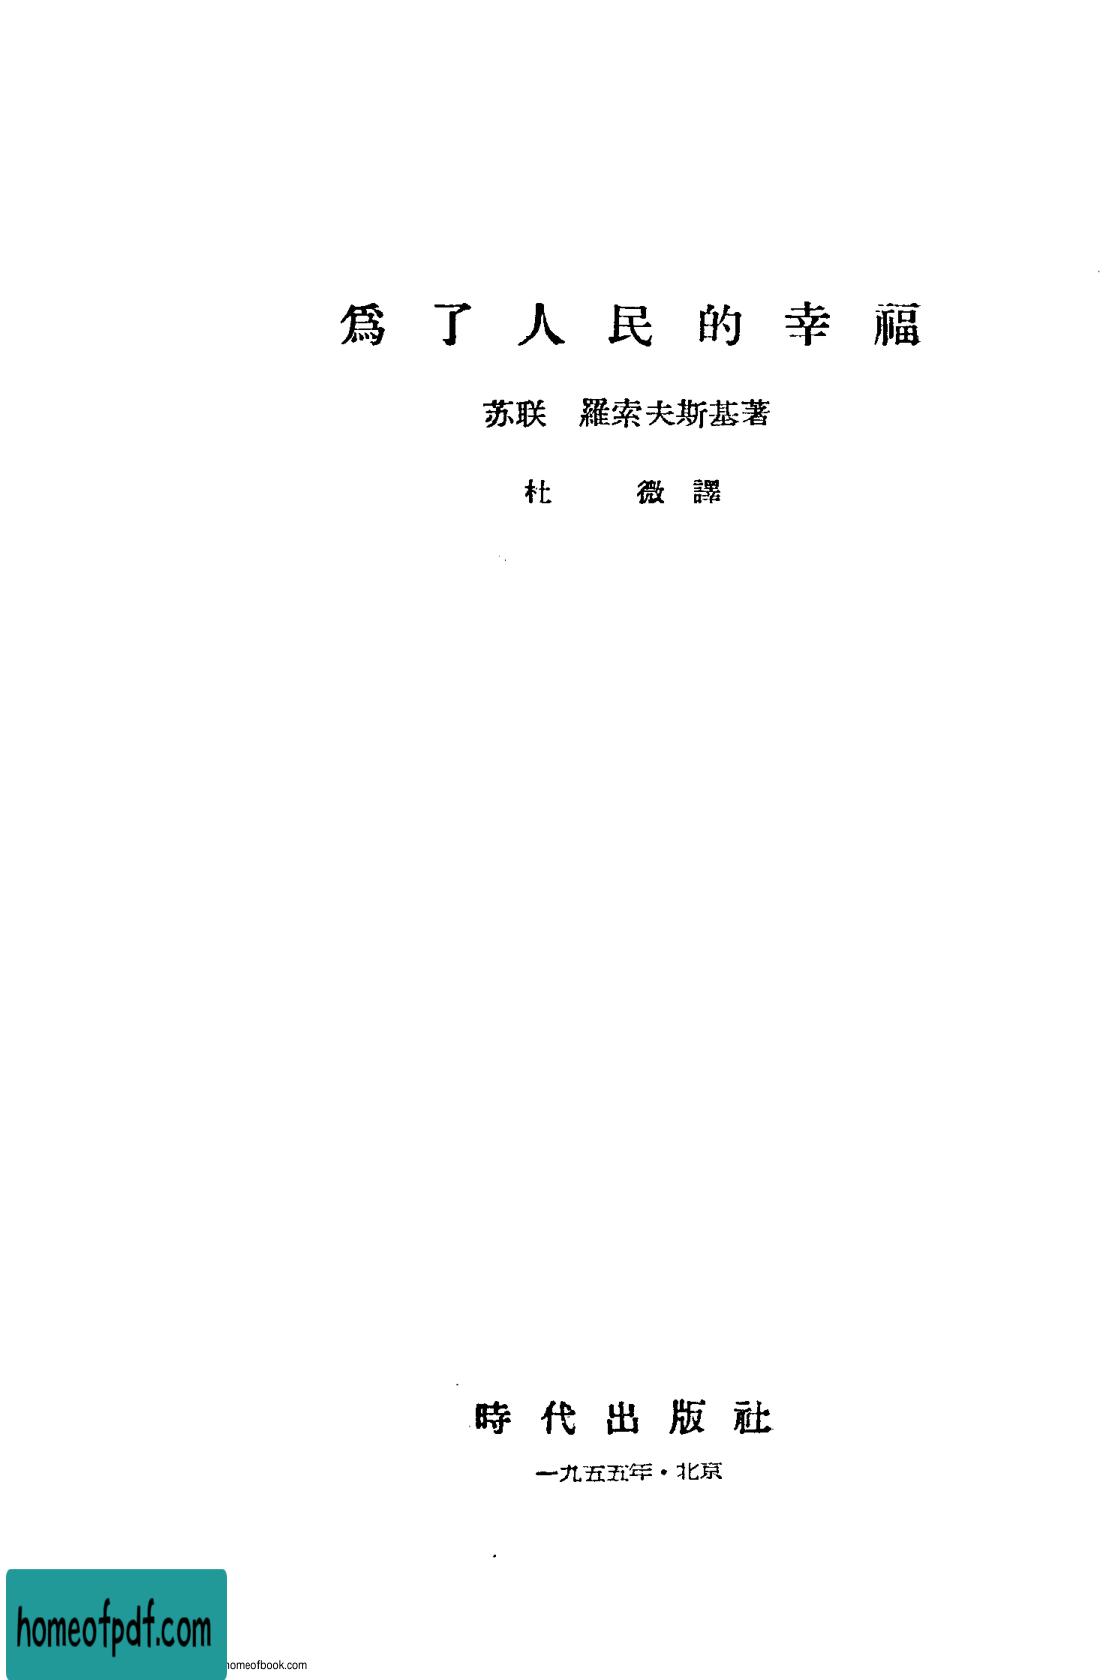 爲了人民的幸福
苏联　羅索夫斯基著
杜　微　譯
時代出版社
一九五五年・北京
homeofpdf.com
homeofbook.com